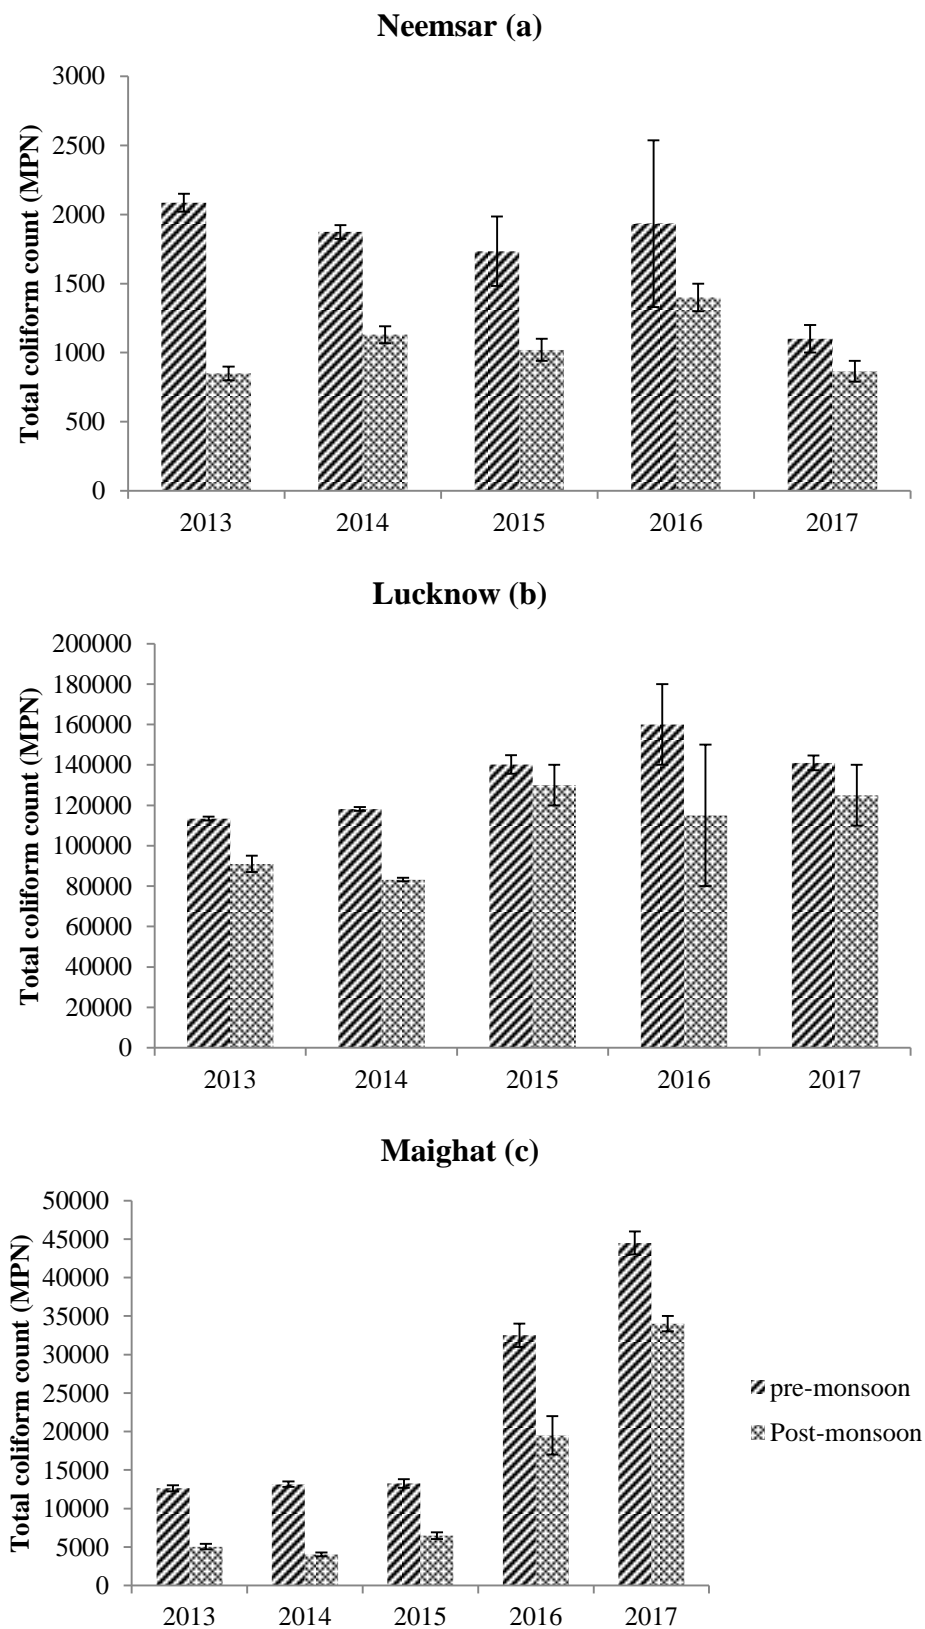 Neemsar (a)
Total coliform count (MPN)
3000
2500
2000
1500
1000
500
0
2013 2014 2015 2016 2017
Lucknow (b)
Total coliform count (MPN)
200000
180000
160000
140000
120000
100000
80000
60000
40000
20000
0
2013 2014 2015 2016 2017
Maighat (c)
Total coliform count (MPN)
50000
45000
40000
35000
30000
25000
20000
15000
10000
5000
0
2013 2014 2015 2016 2017
pre-monsoon
Post-monsoon